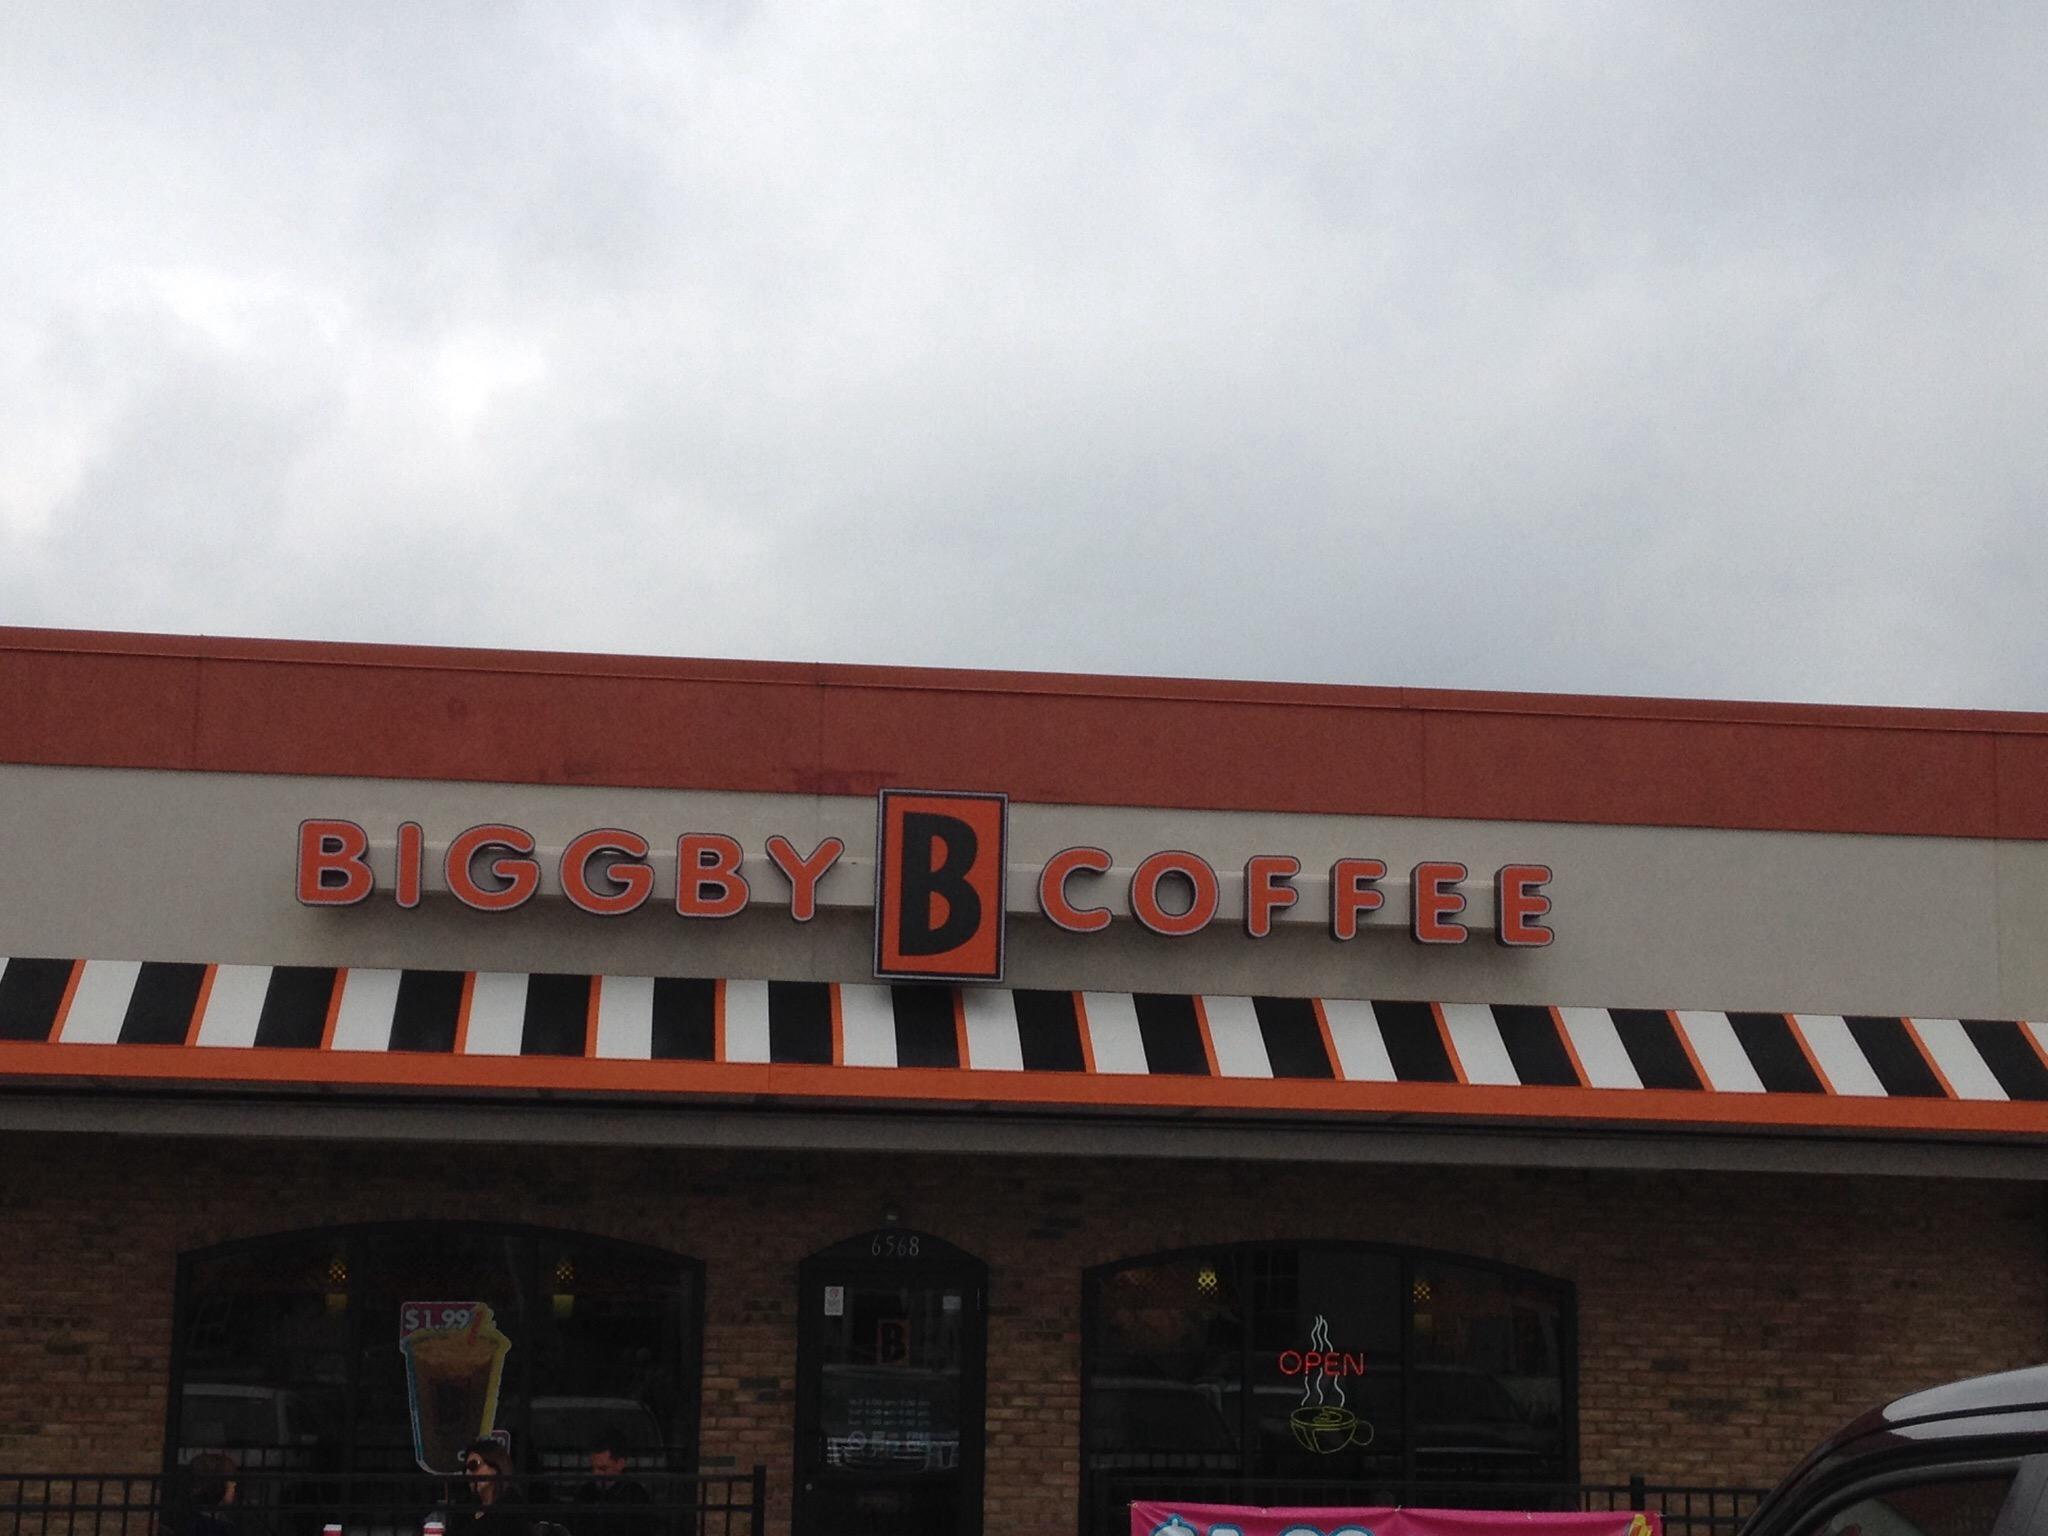 BIGGBY B COFFEE
6568
$1.99
B
OPEN